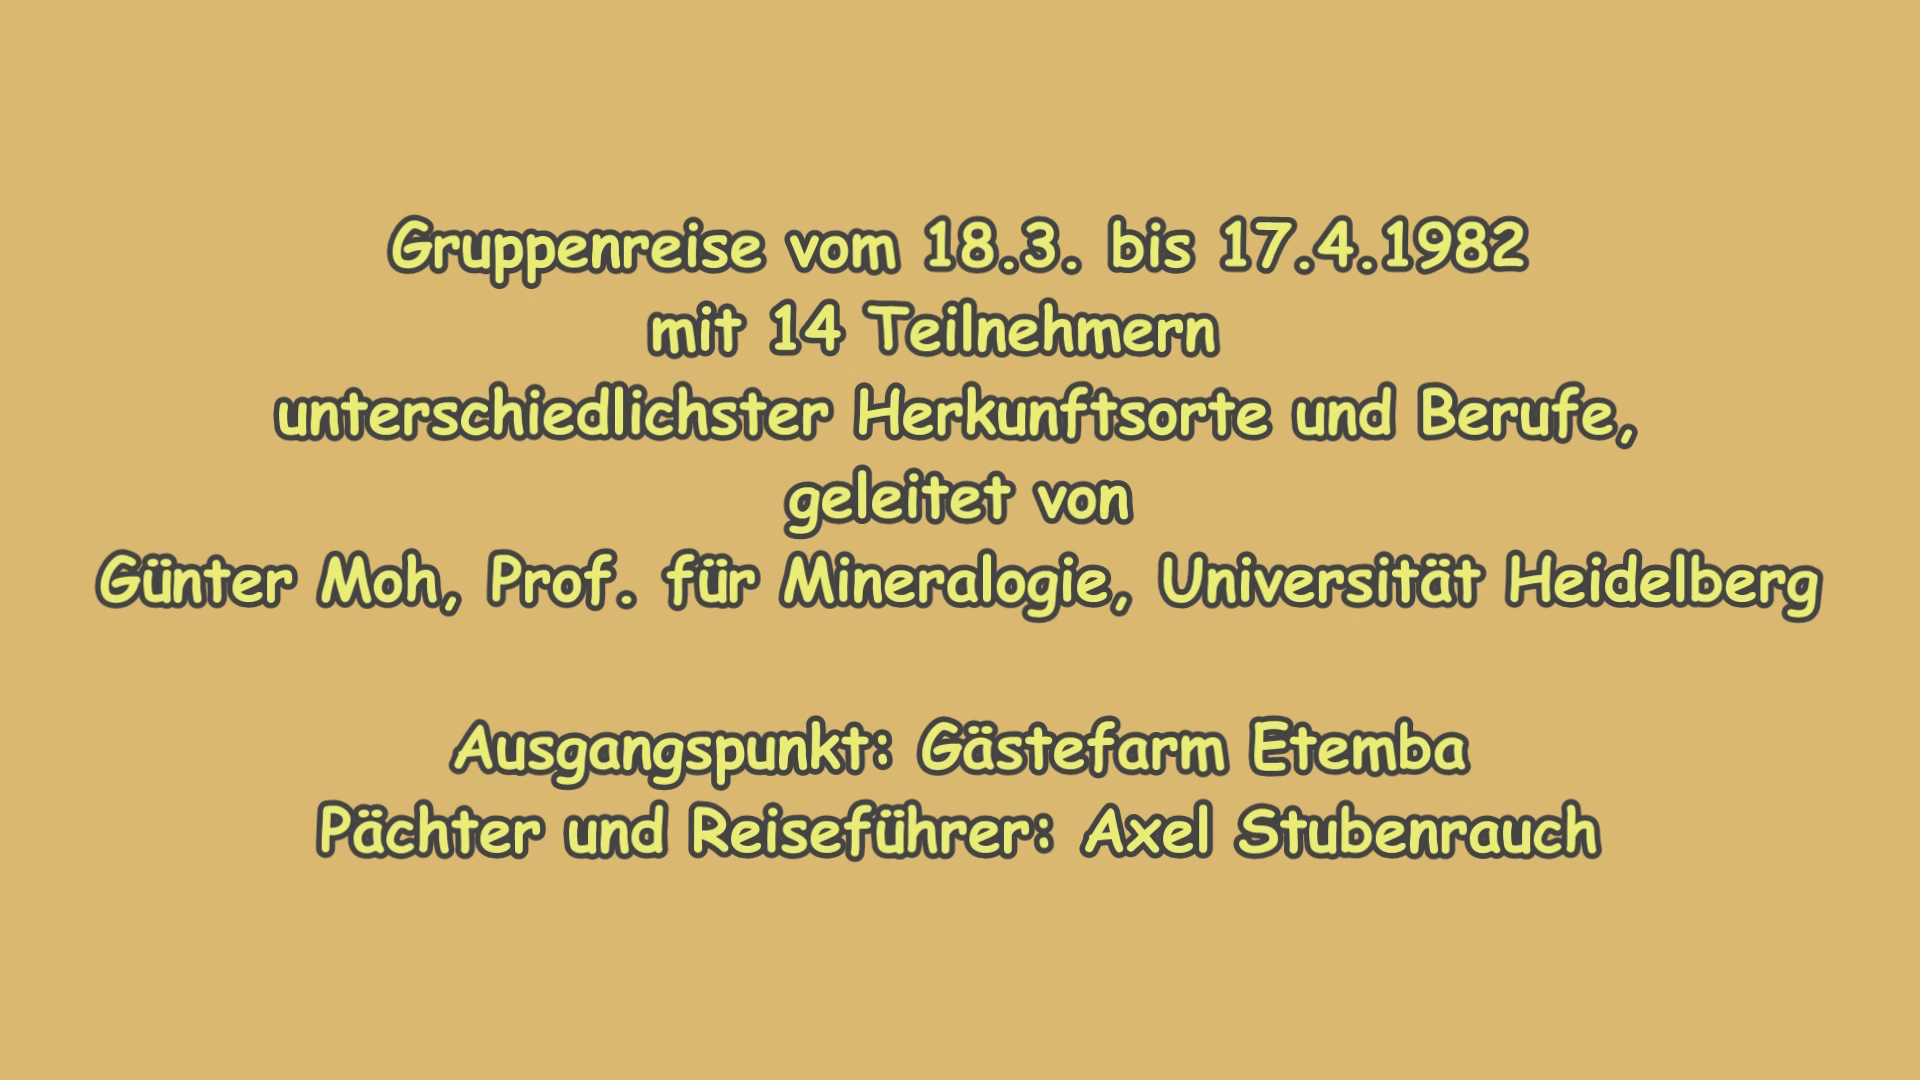 Gruppenreise vom 18.3. bis 17.4.1982
mit 14 Teilnehmern
unterschiedlichster Herkunftsorte und Berufe,
geleitet von
Günter Moh, Prof. für Mineralogie, Universität Heidelberg
Ausgangspunkt: Gästefarm Etemba
Pächter und Reiseführer: Axel Stubenrauch